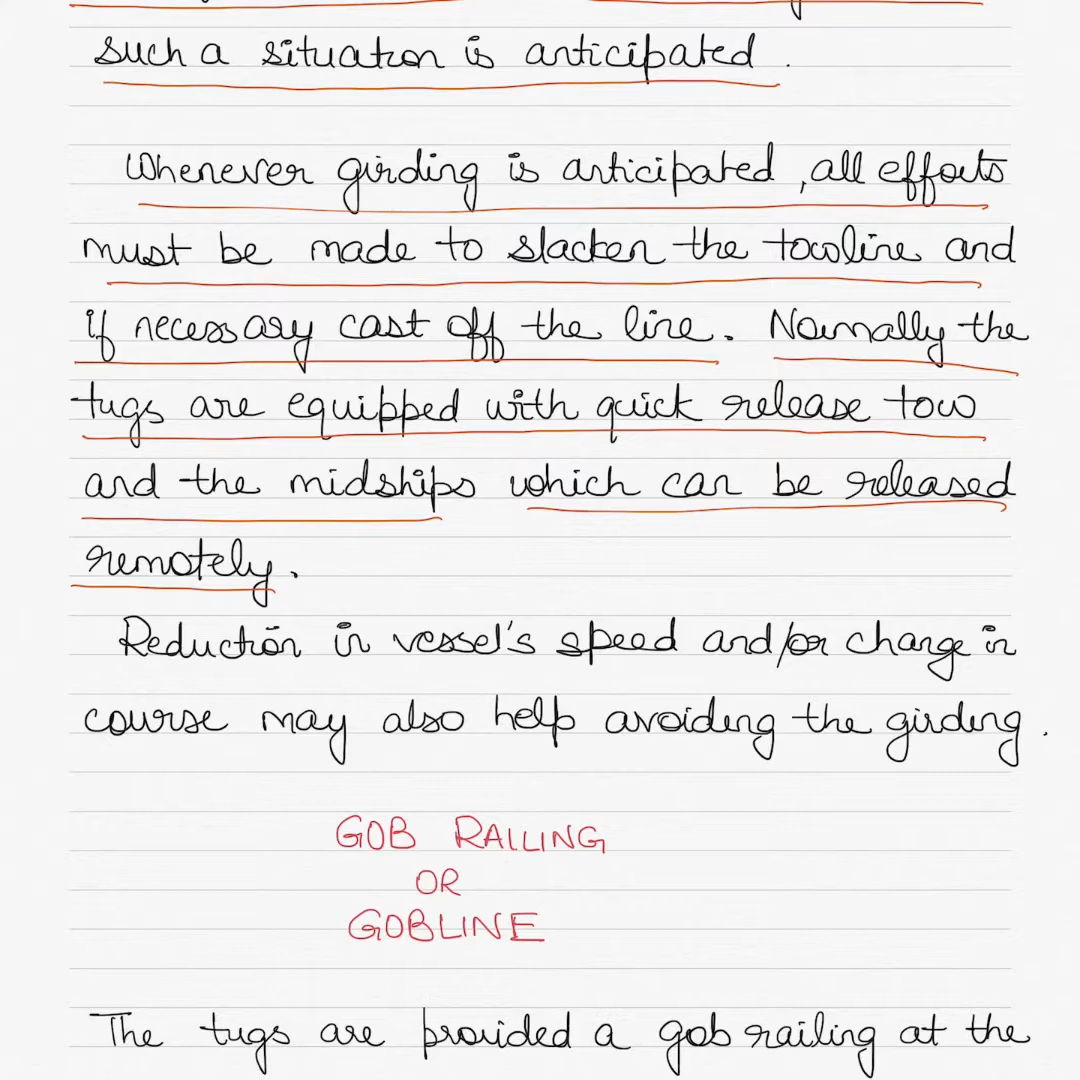 such a situation is anticipated.
Whenever girding is anticipated, all efforts
must be made to slacken the towline and
if necessary cast off the line. Normally the
tugs are equipped with quick release tow
and the midships which can be released
remotely.
Reduction in vessel's speed and/or change in
course may also help avoiding the girding.
GOB RAILING
OR
GOBLINE
The tugs are provided a gob railing at the